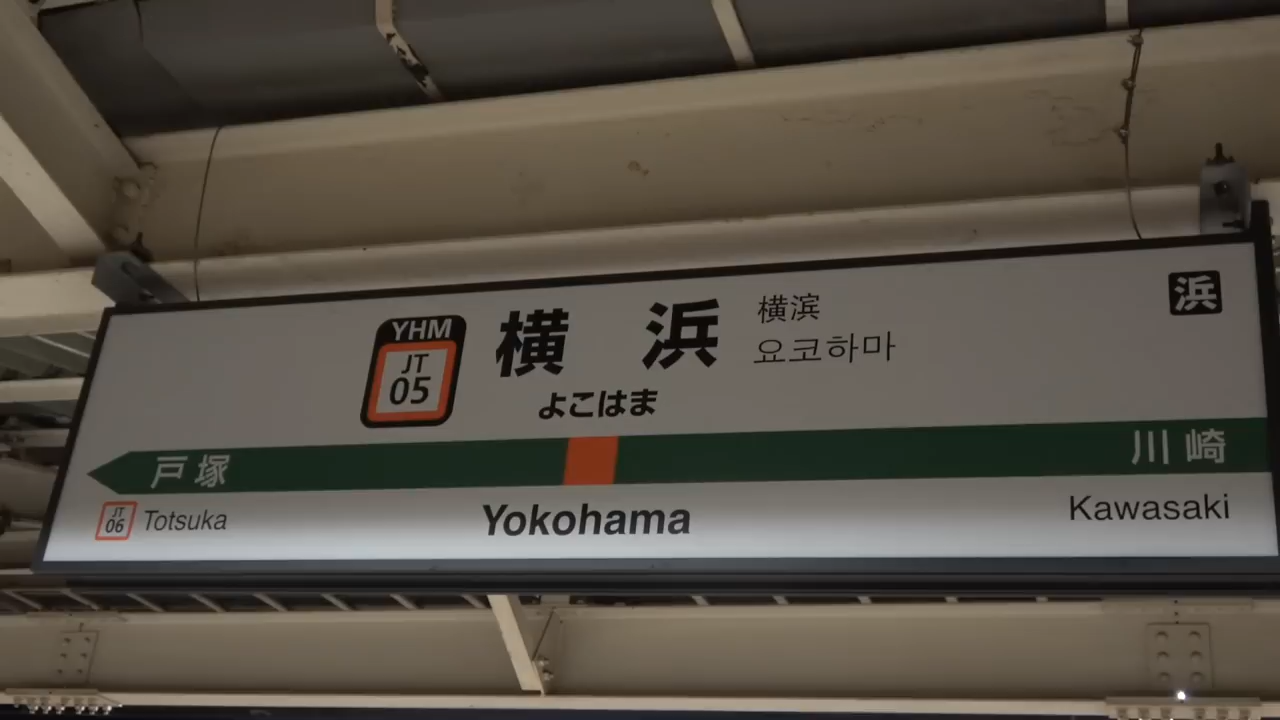 YHM
JT
05
横 浜
横滨
요코하마
よこはま
浜
戸塚
川崎
JT
06
Totsuka
Yokohama
Kawasaki